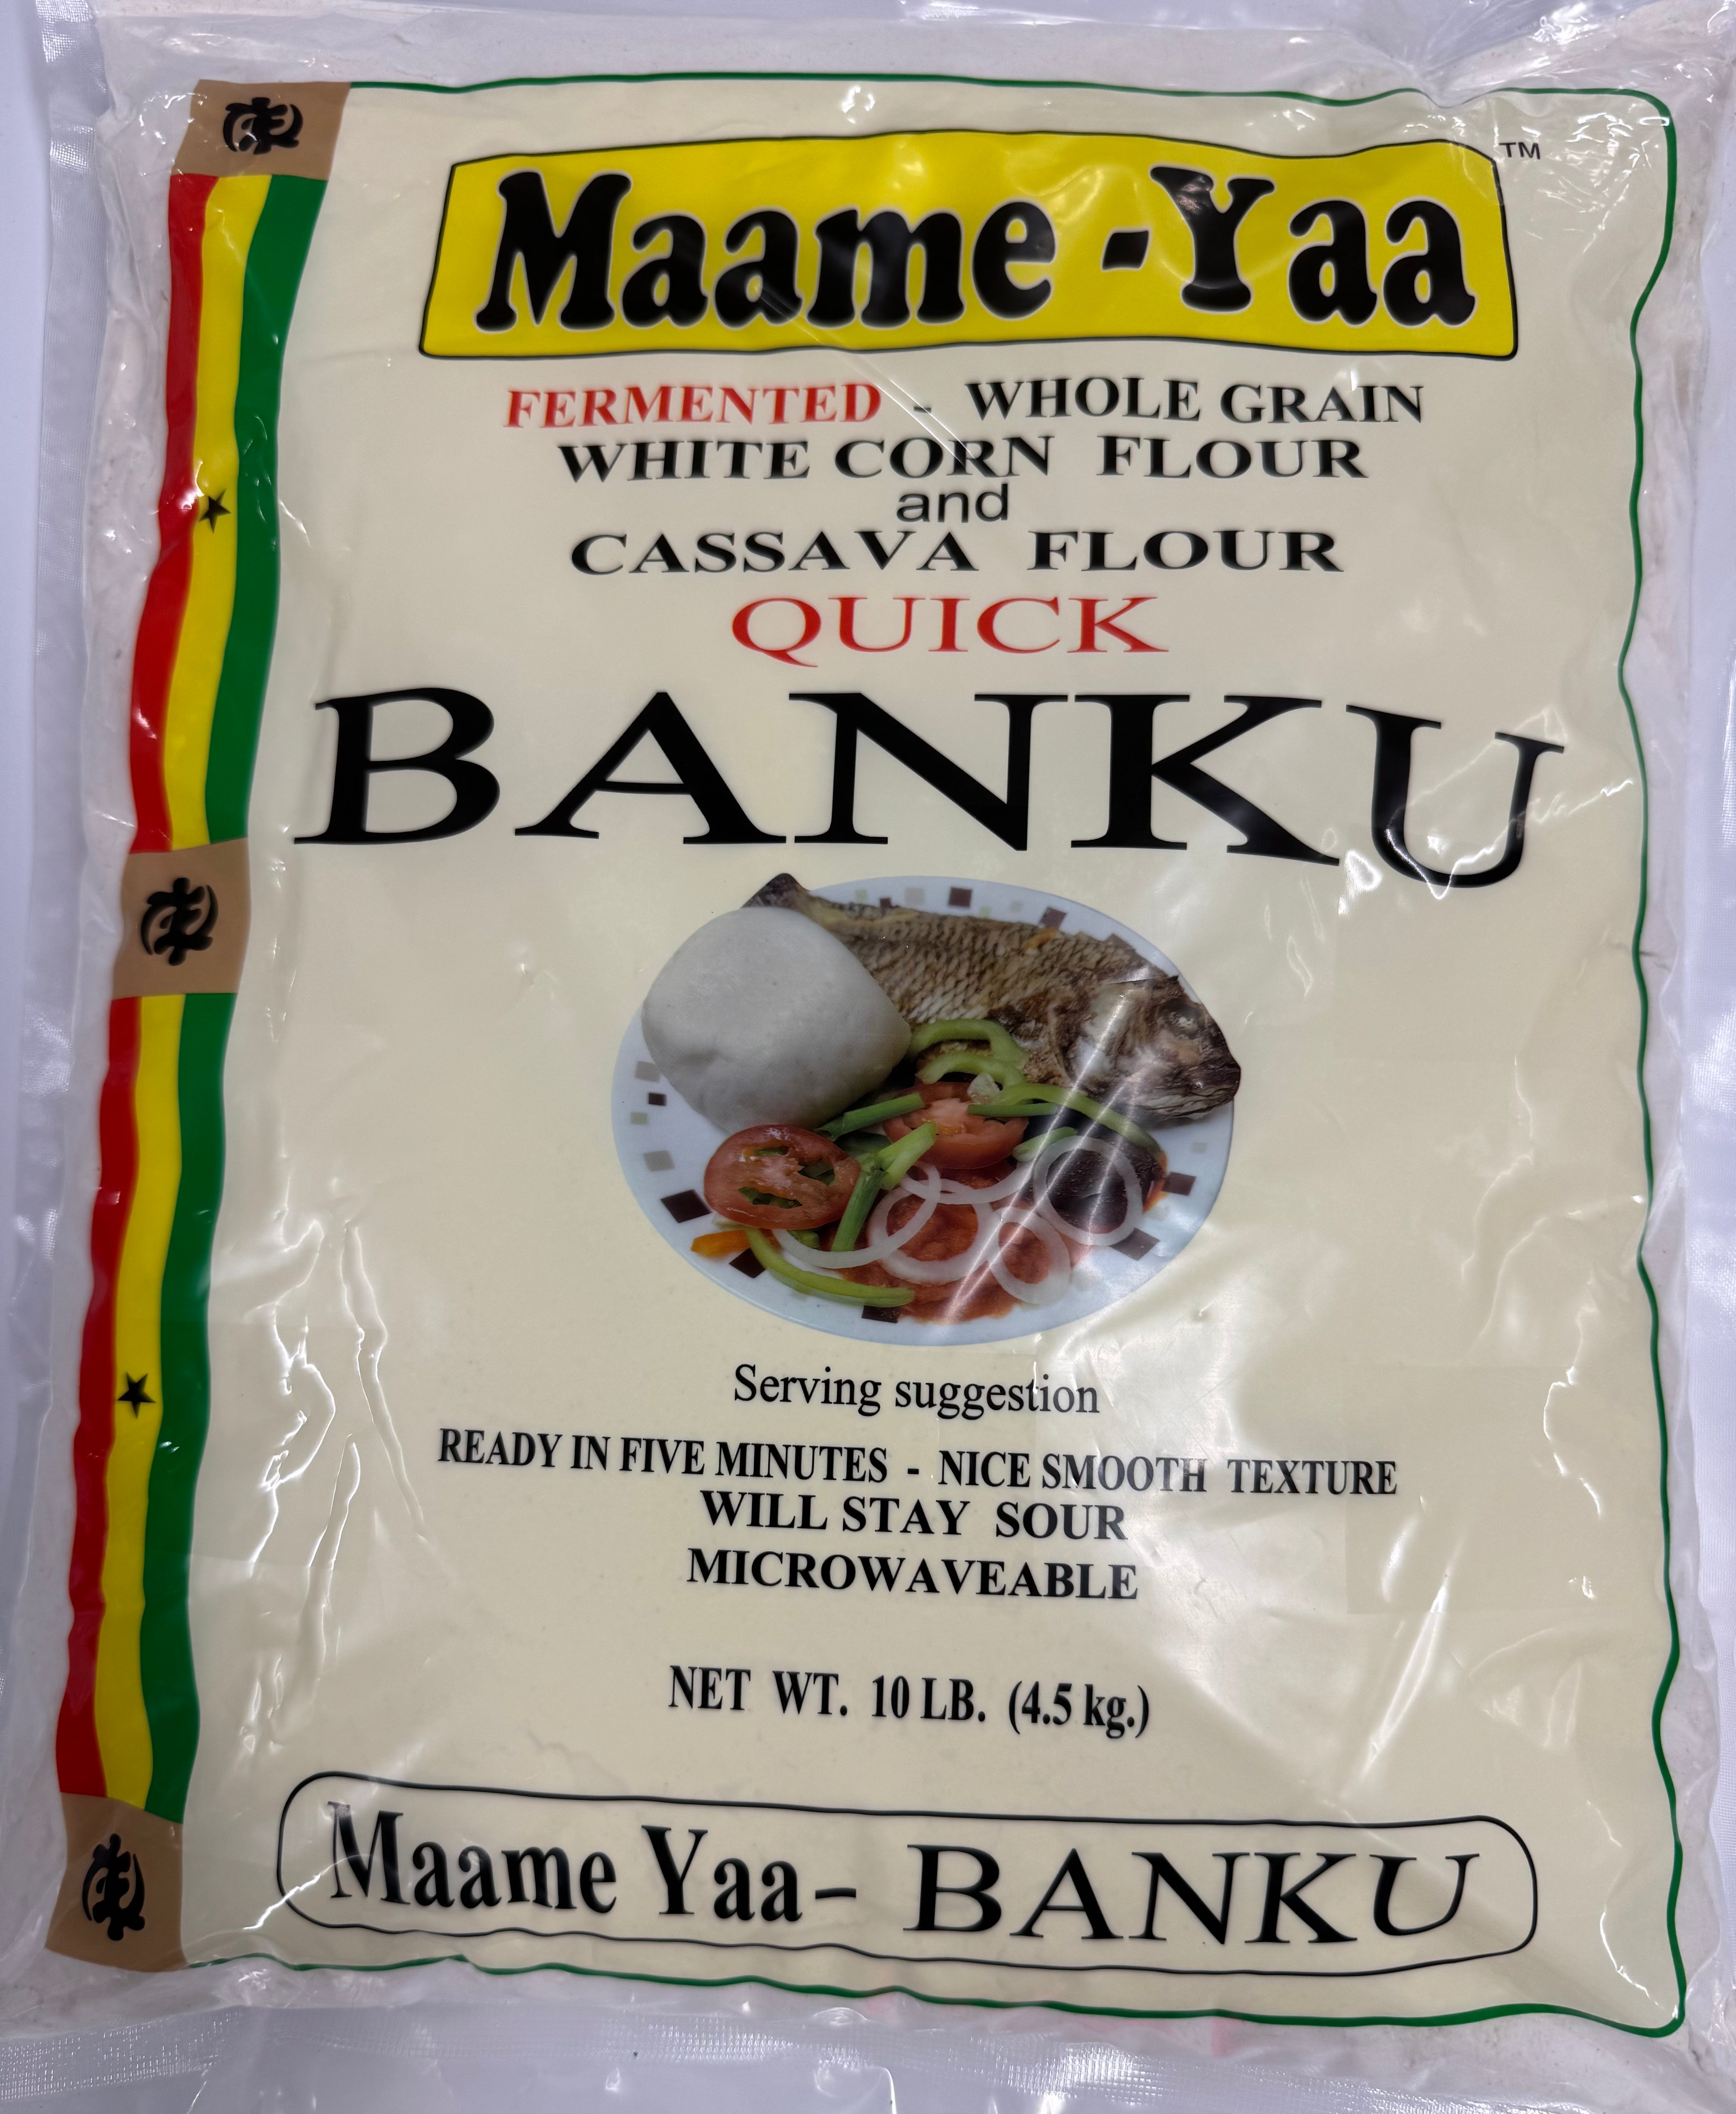 Maame-Yaa ™
FERMENTED - WHOLE GRAIN
WHITE CORN FLOUR
and
CASSAVA FLOUR
QUICK
BANKU
Serving suggestion
READY IN FIVE MINUTES - NICE SMOOTH TEXTURE
WILL STAY SOUR
MICROWAVEABLE
NET WT. 10 LB. (4.5 kg.)
Maame Yaa- BANKU